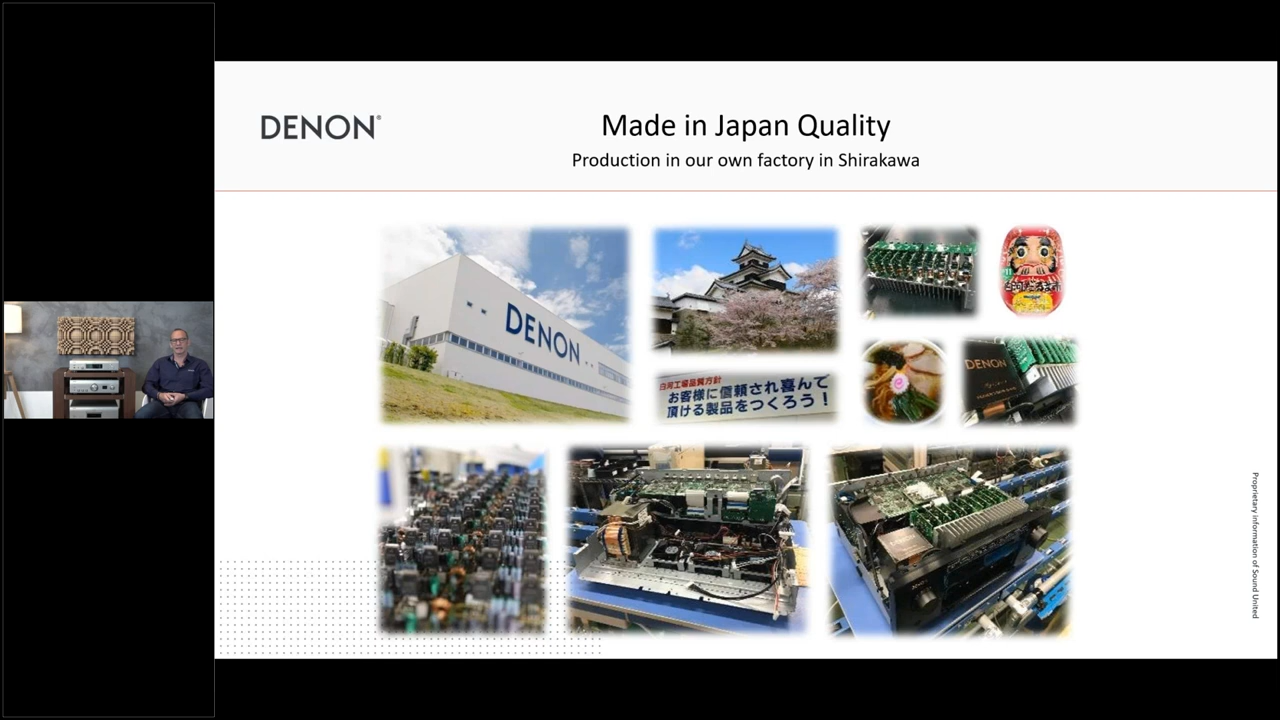 DENON®
Made in Japan Quality
Production in our own factory in Shirakawa
DENON
白河工場品質方針
お客様に信頼され喜んで
頂ける製品をつくろう！
DENON
Proprietary information of Sound United